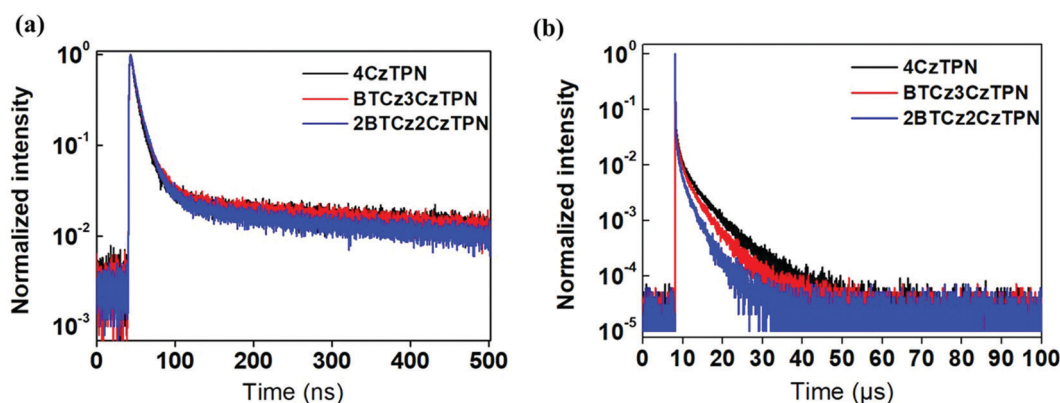 (a)
Normalized intensity
10⁰
10⁻¹
10⁻²
10⁻³
4CzTPN
BTCz3CzTPN
2BTCz2CzTPN
0 100 200 300 400 500
Time (ns)
(b)
Normalized intensity
10⁰
10⁻¹
10⁻²
10⁻³
10⁻⁴
10⁻⁵
4CzTPN
BTCz3CzTPN
2BTCz2CzTPN
0 10 20 30 40 50 60 70 80 90 100
Time (µs)